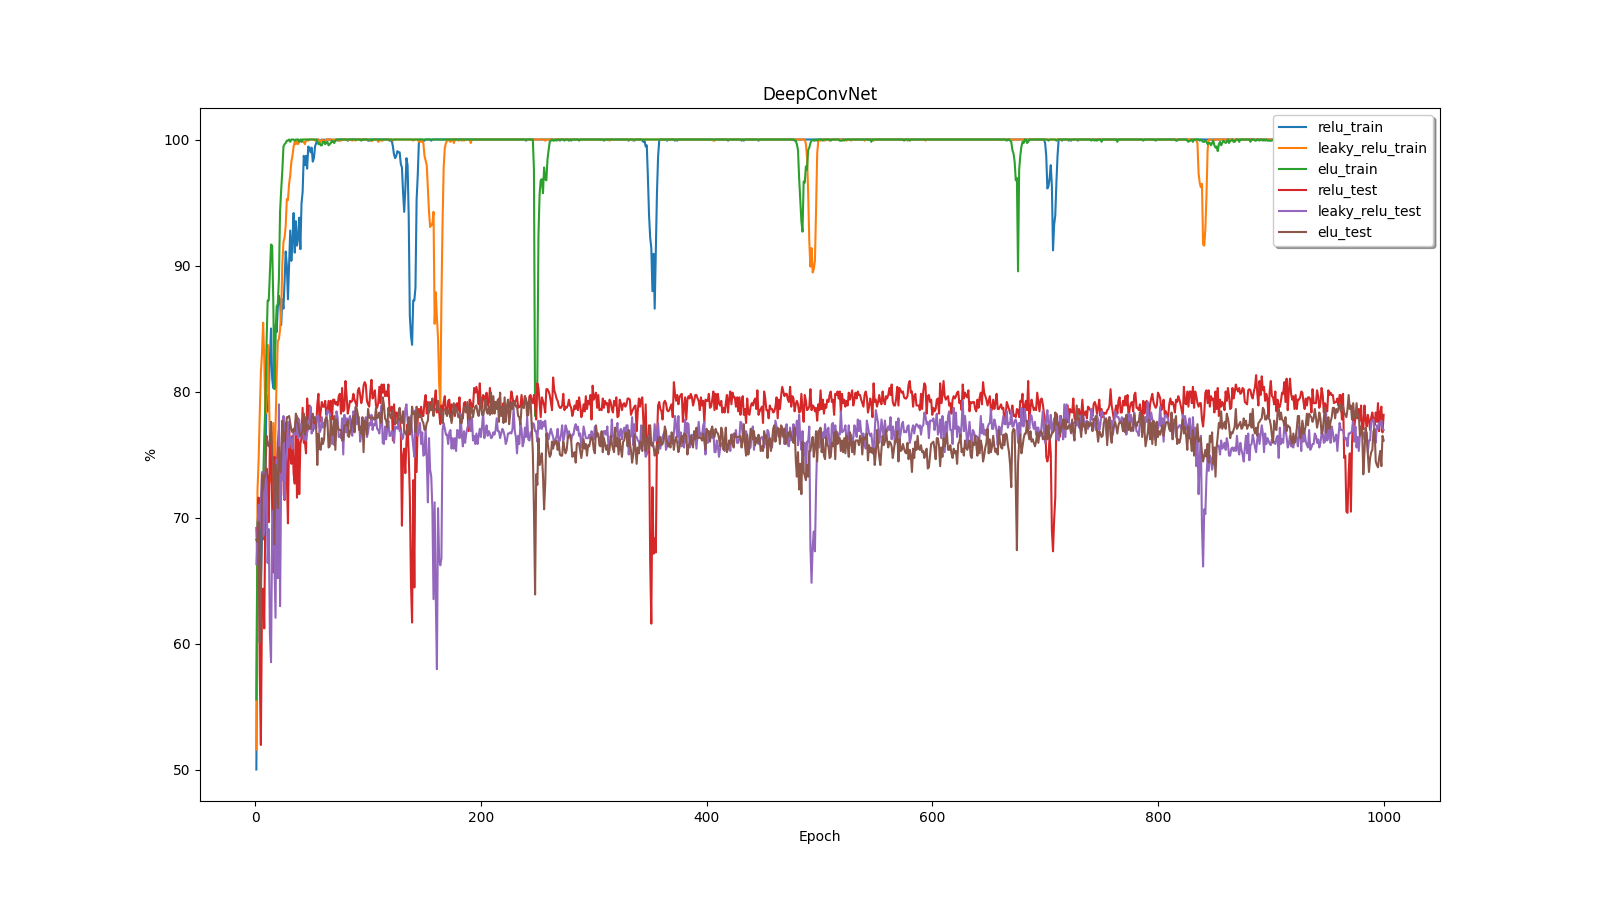 DeepConvNet
100
90
80
70
60
50
%
0
200
400
600
800
1000
Epoch
relu_train
leaky_relu_train
elu_train
relu_test
leaky_relu_test
elu_test